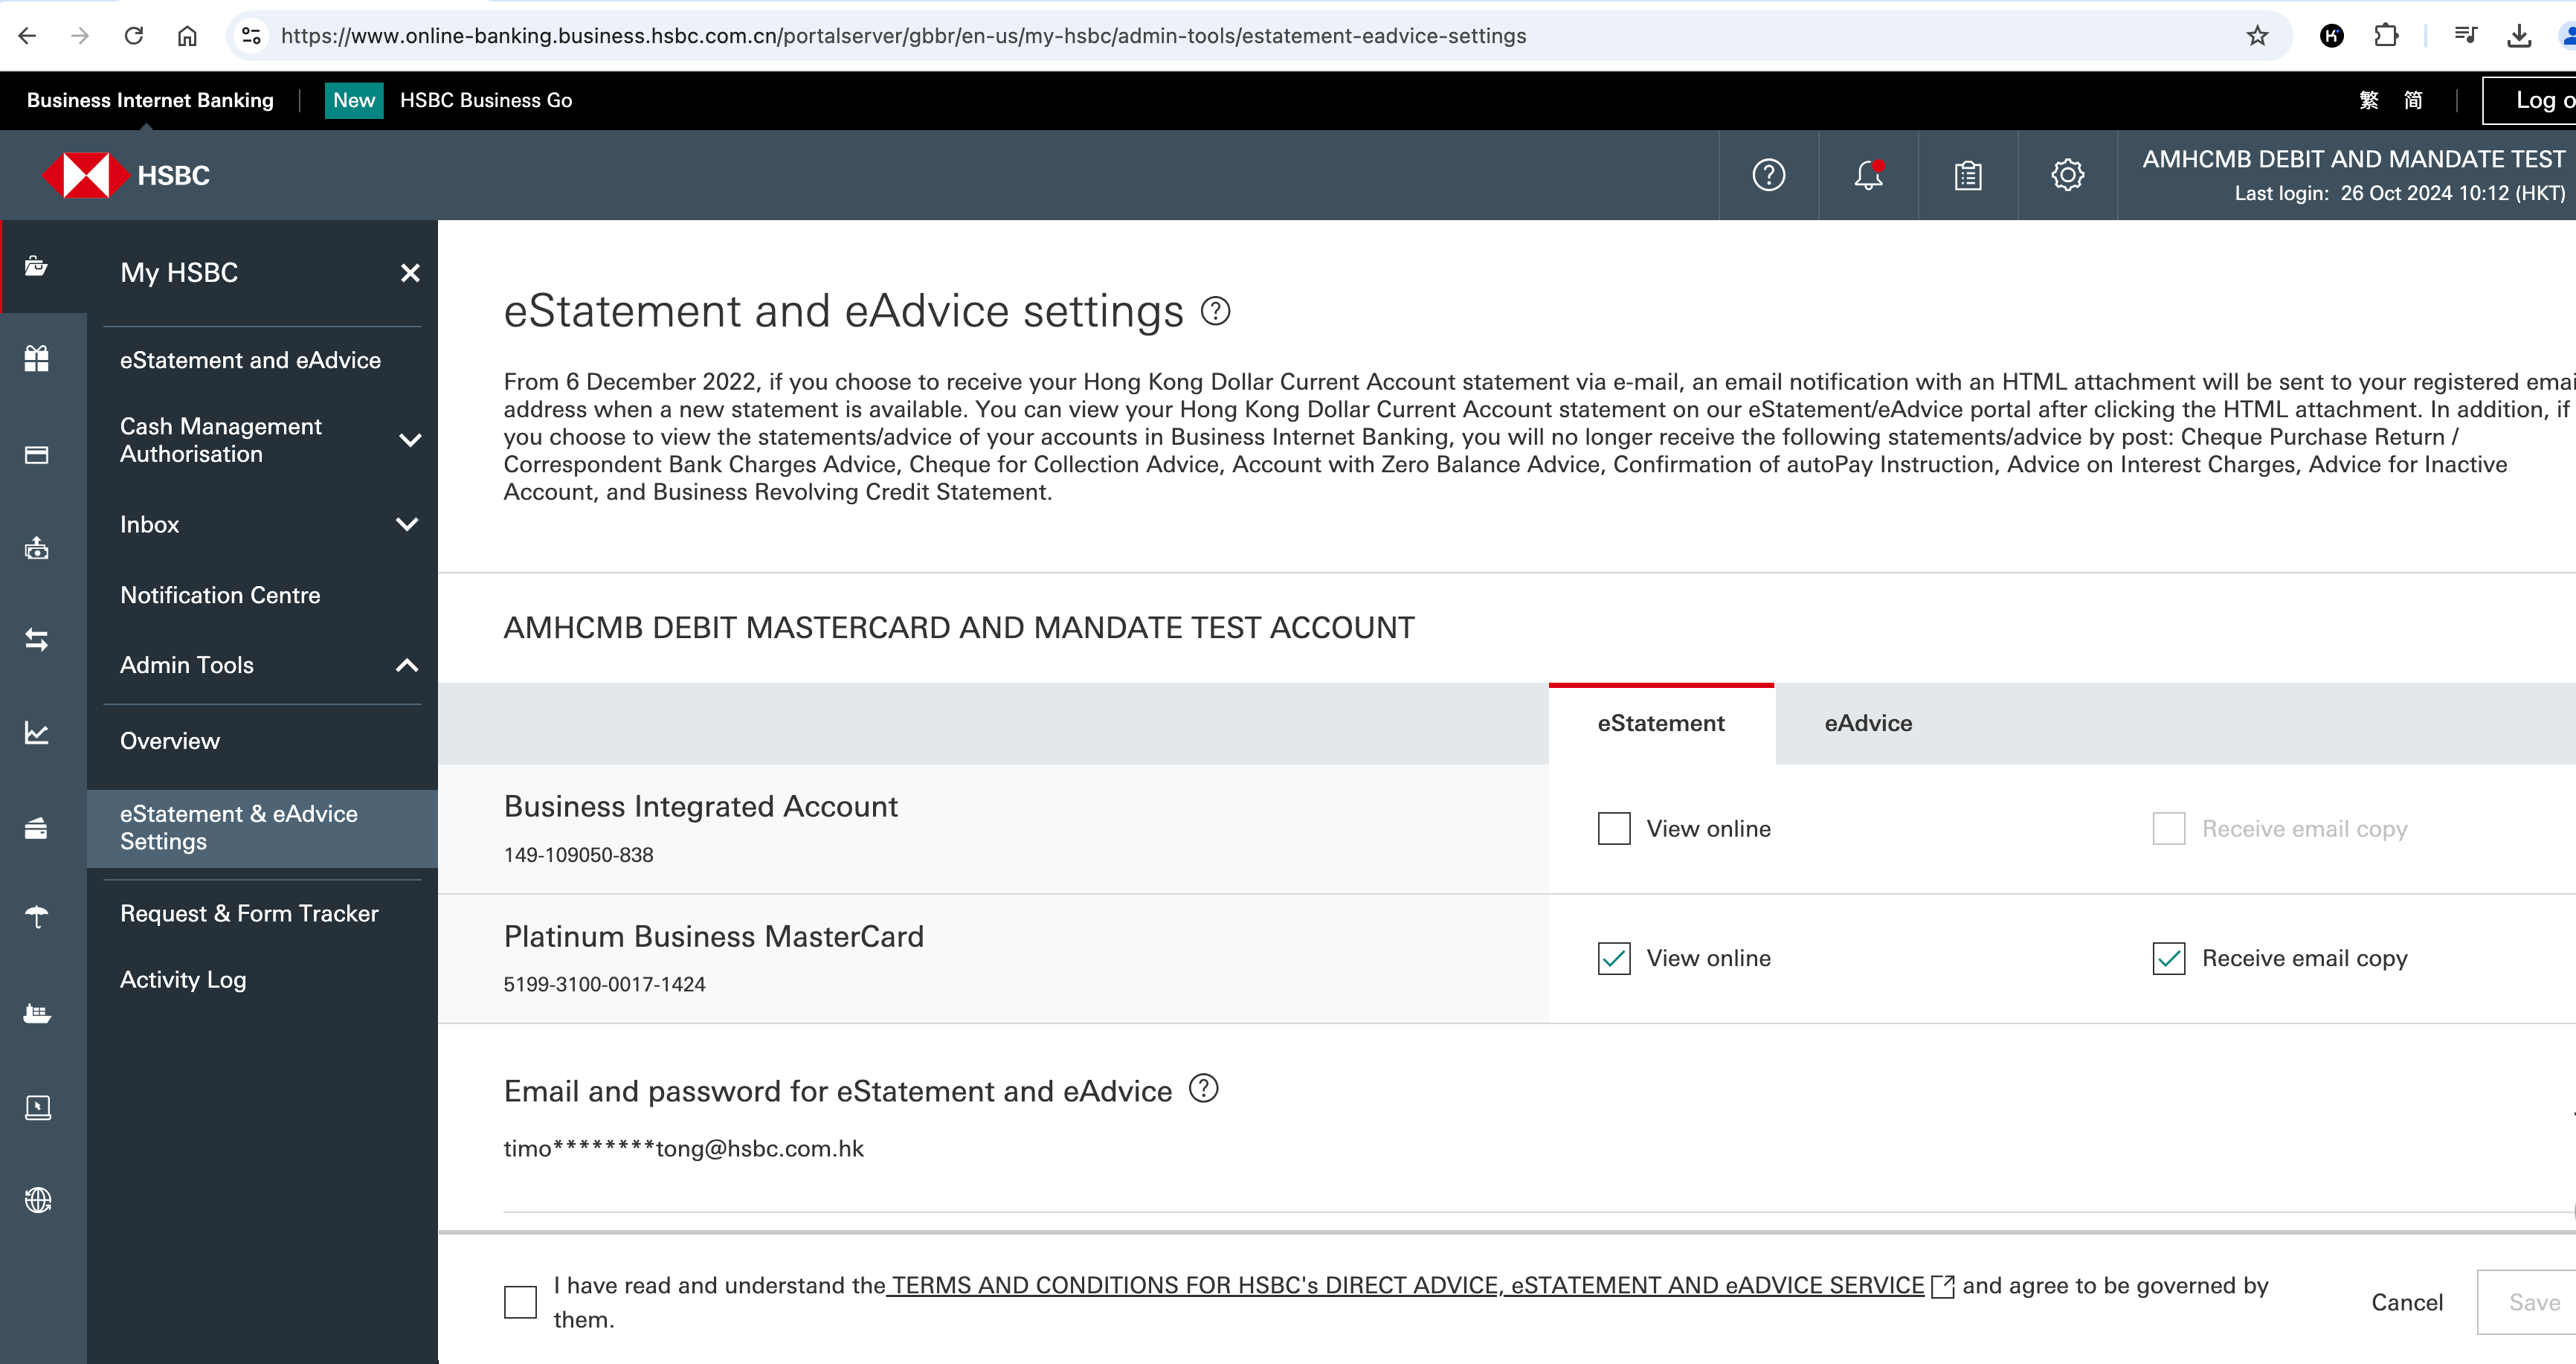 https://www.online-banking.business.hsbc.com.cn/portalserver/gbbr/en-us/my-hsbc/admin-tools/estatement-eadvice-settings
Business Internet Banking
New
HSBC Business Go
繁 简
Log o
HSBC
AMHCMB DEBIT AND MANDATE TEST
Last login: 26 Oct 2024 10:12 (HKT)
My HSBC
eStatement and eAdvice
Cash Management
Authorisation
Inbox
Notification Centre
Admin Tools
Overview
eStatement & eAdvice
Settings
Request & Form Tracker
Activity Log
eStatement and eAdvice settings
From 6 December 2022, if you choose to receive your Hong Kong Dollar Current Account statement via e-mail, an email notification with an HTML attachment will be sent to your registered emai
address when a new statement is available. You can view your Hong Kong Dollar Current Account statement on our eStatement/eAdvice portal after clicking the HTML attachment. In addition, if
you choose to view the statements/advice of your accounts in Business Internet Banking, you will no longer receive the following statements/advice by post: Cheque Purchase Return /
Correspondent Bank Charges Advice, Cheque for Collection Advice, Account with Zero Balance Advice, Confirmation of autoPay Instruction, Advice on Interest Charges, Advice for Inactive
Account, and Business Revolving Credit Statement.
AMHCMB DEBIT MASTERCARD AND MANDATE TEST ACCOUNT
eStatement
eAdvice
Business Integrated Account
149-109050-838
View online
Receive email copy
Platinum Business MasterCard
5199-3100-0017-1424
View online
Receive email copy
Email and password for eStatement and eAdvice
timo********tong@hsbc.com.hk
I have read and understand the TERMS AND CONDITIONS FOR HSBC's DIRECT ADVICE, eSTATEMENT AND eADVICE SERVICE and agree to be governed by
them.
Cancel
Save